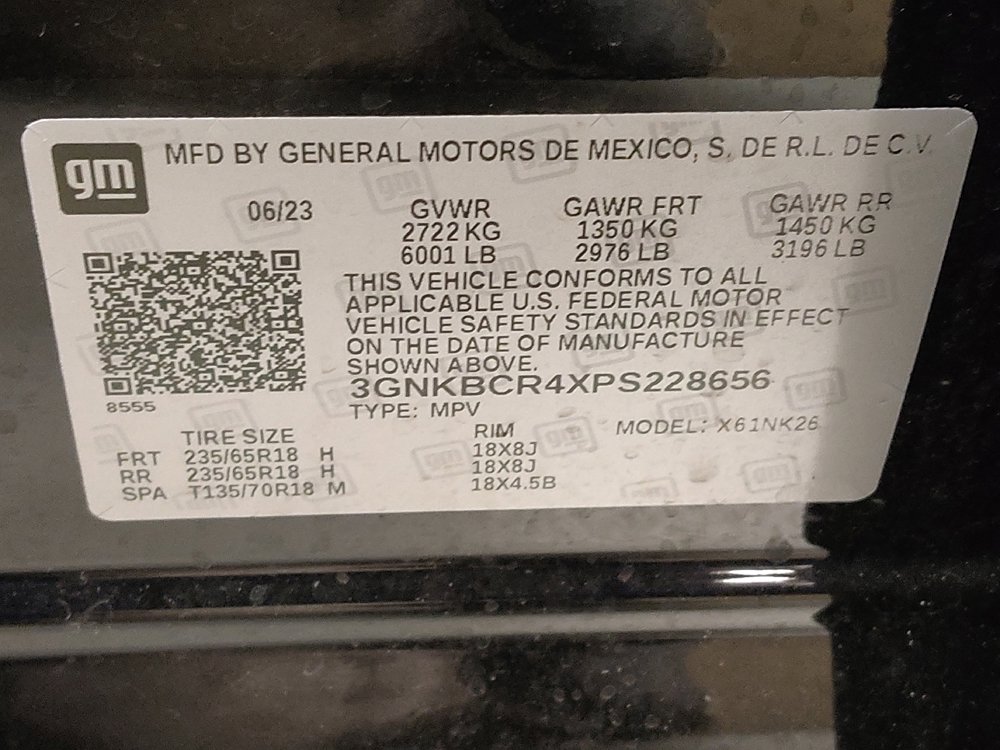 gm
MFD BY GENERAL MOTORS DE MEXICO, S. DE R.L. DE C.V.
06/23 GVWR GAWR FRT GAWR RR
2722 KG 1350 KG 1450 KG
6001 LB 2976 LB 3196 LB
THIS VEHICLE CONFORMS TO ALL
APPLICABLE U.S. FEDERAL MOTOR
VEHICLE SAFETY STANDARDS IN EFFECT
ON THE DATE OF MANUFACTURE
SHOWN ABOVE.
3GNKBCR4XPS228656
8555
TYPE: MPV
MODEL: X61NK26
TIRE SIZE RIM
FRT 235/65R18 H 18X8J
RR 235/65R18 H 18X8J
SPA T135/70R18 M 18X4.5B